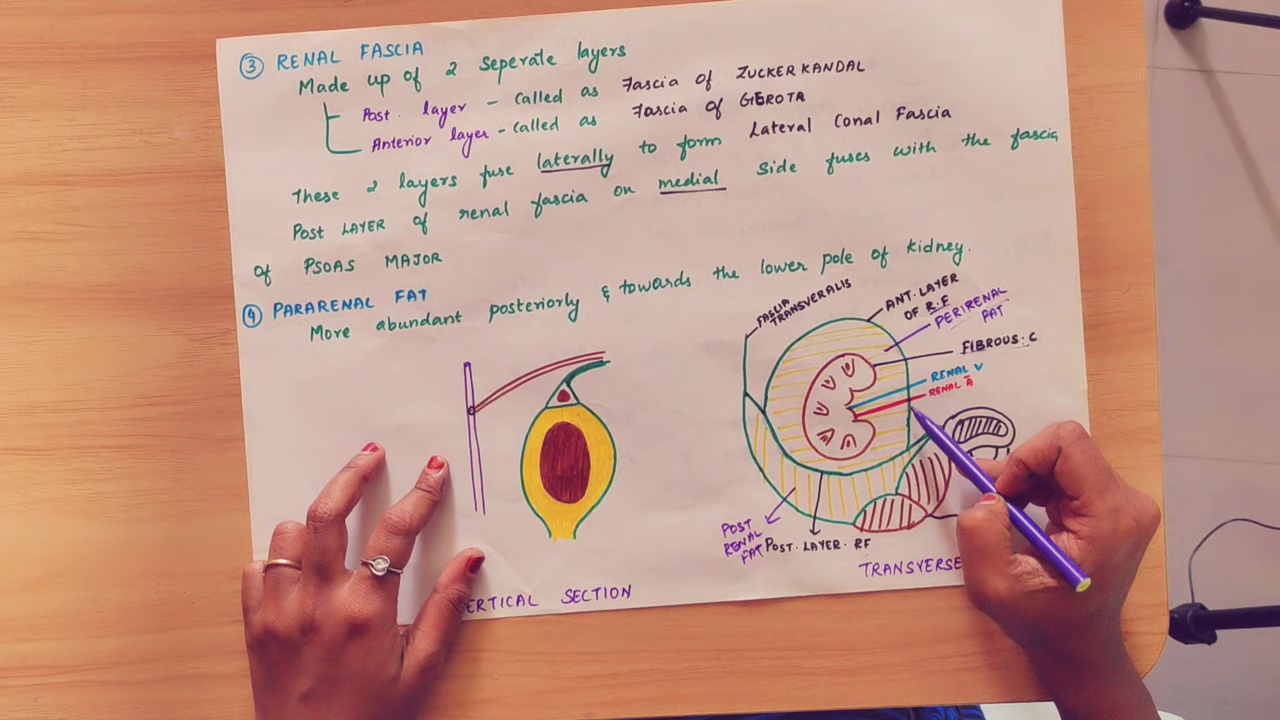 ③ RENAL FASCIA
Made up of 2 seperate layers
Post. layer - called as Fascia of ZUCKERKANDAL
Anterior layer - called as Fascia of GEROTA
These 2 layers fuse laterally to form Lateral Conal Fascia
Post LAYER of renal fascia on medial side fuses with the fascia
of PSOAS MAJOR
④ PARARENAL FAT
More abundant posteriorly & towards the lower pole of kidney.
FASCIA
TRANSVERALIS
ANT. LAYER
OF R.F
PERIRENAL
FAT
FIBROUS. C
RENAL V
RENAL A
POST
RENAL
FAT
POST. LAYER. RF
ERTICAL SECTION
TRANSVERSE